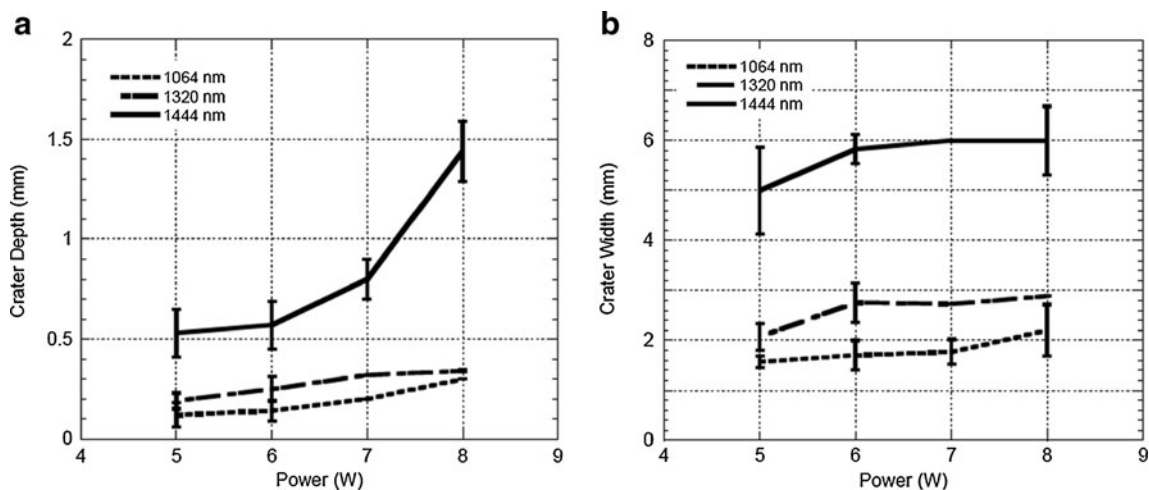 a
2
1.5
1
0.5
0
4 5 6 7 8 9
Crater Depth (mm)
Power (W)
1064 nm
1320 nm
1444 nm
b
8
6
4
2
0
4 5 6 7 8 9
Crater Width (mm)
Power (W)
1064 nm
1320 nm
1444 nm